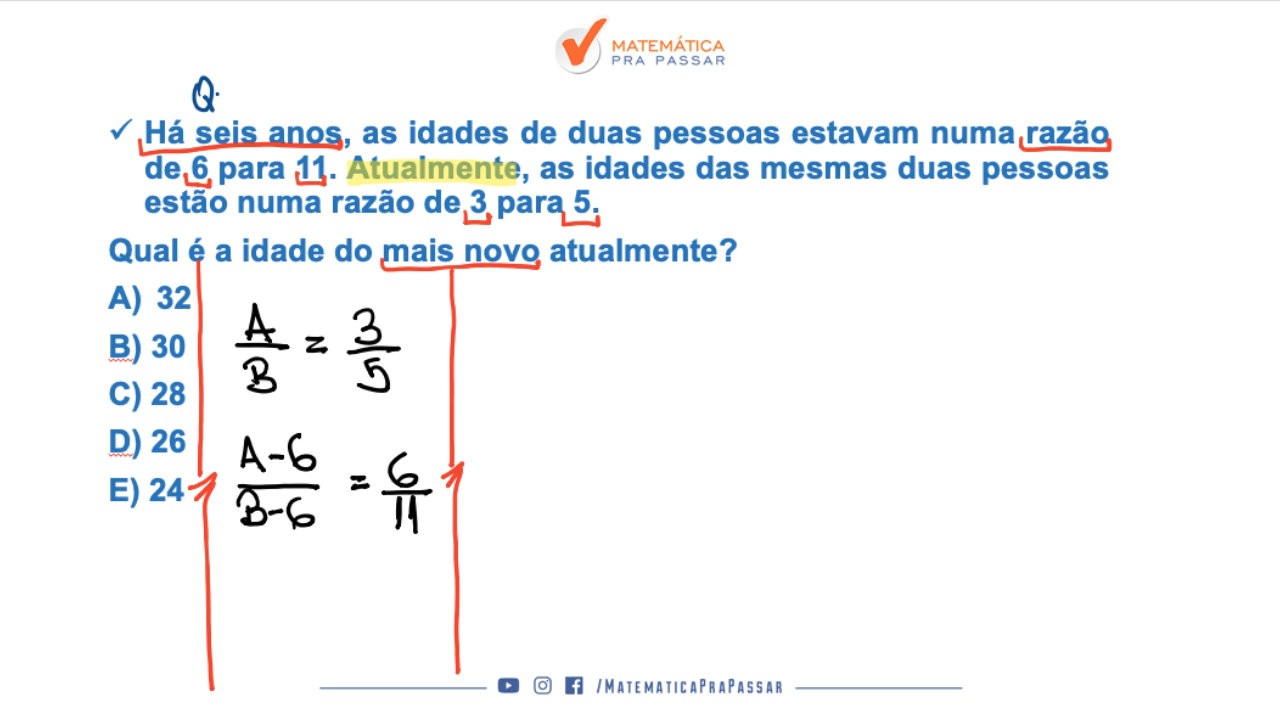 MATEMÁTICA
PRA PASSAR
Q.
✓ Há seis anos, as idades de duas pessoas estavam numa razão
de 6 para 11. Atualmente, as idades das mesmas duas pessoas
estão numa razão de 3 para 5.
Qual é a idade do mais novo atualmente?
A) 32
B) 30
C) 28
D) 26
E) 24
A/B = 3/5
A-6/B-6 = 6/11
/MATEMATICAPRAPASSAR